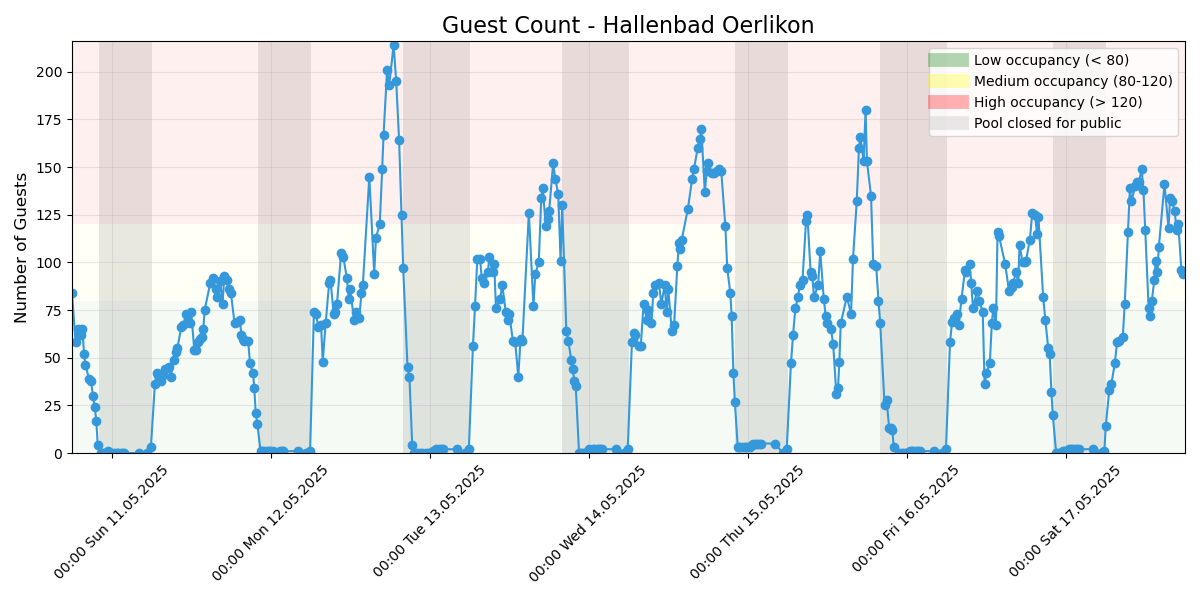 Guest Count - Hallenbad Oerlikon
Low occupancy (< 80)
Medium occupancy (80-120)
High occupancy (> 120)
Pool closed for public
Number of Guests
200
175
150
125
100
75
50
25
0
00:00 Sun 11.05.2025
00:00 Mon 12.05.2025
00:00 Tue 13.05.2025
00:00 Wed 14.05.2025
00:00 Thu 15.05.2025
00:00 Fri 16.05.2025
00:00 Sat 17.05.2025